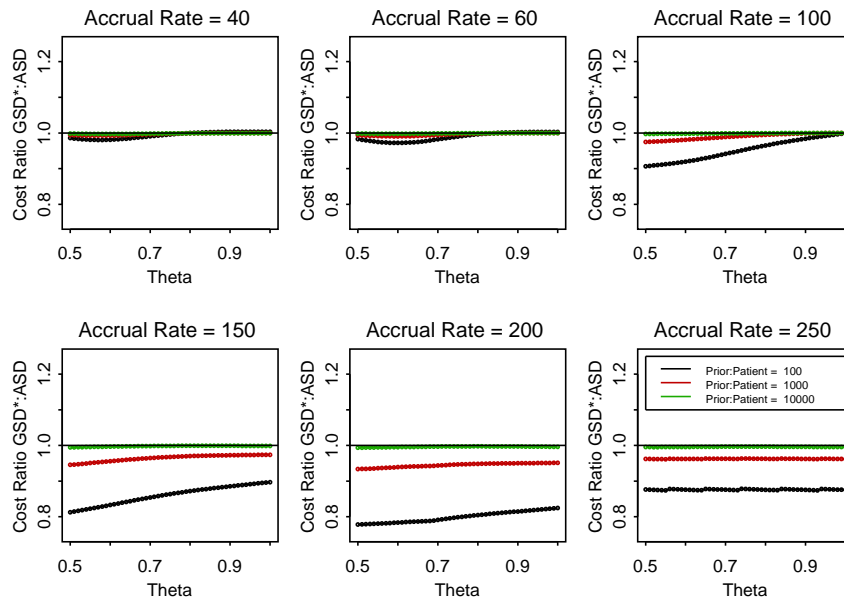 Accrual Rate = 40
Cost Ratio GSD*:ASD
0.8 1.0 1.2
0.5 0.7 0.9
Theta
Accrual Rate = 60
Cost Ratio GSD*:ASD
0.8 1.0 1.2
0.5 0.7 0.9
Theta
Accrual Rate = 100
Cost Ratio GSD*:ASD
0.8 1.0 1.2
0.5 0.7 0.9
Theta
Accrual Rate = 150
Cost Ratio GSD*:ASD
0.8 1.0 1.2
0.5 0.7 0.9
Theta
Accrual Rate = 200
Cost Ratio GSD*:ASD
0.8 1.0 1.2
0.5 0.7 0.9
Theta
Accrual Rate = 250
Cost Ratio GSD*:ASD
0.8 1.0 1.2
Prior:Patient = 100
Prior:Patient = 1000
Prior:Patient = 10000
0.5 0.7 0.9
Theta